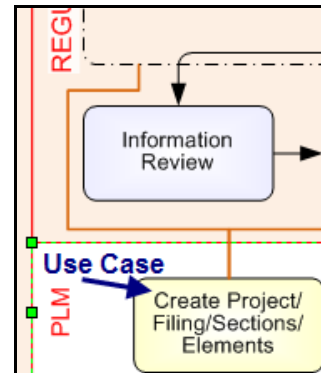 REGU
Information
Review
Use Case
PLM
Create Project/
Filing/Sections/
Elements